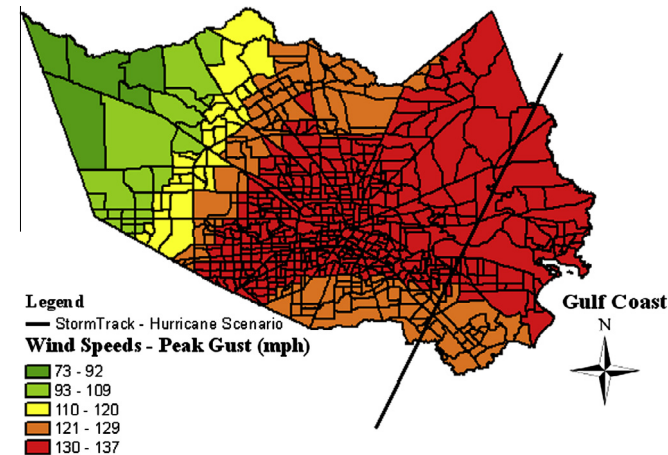 Legend
StormTrack - Hurricane Scenario
Wind Speeds - Peak Gust (mph)
73 - 92
93 - 109
110 - 120
121 - 129
130 - 137
Gulf Coast
N